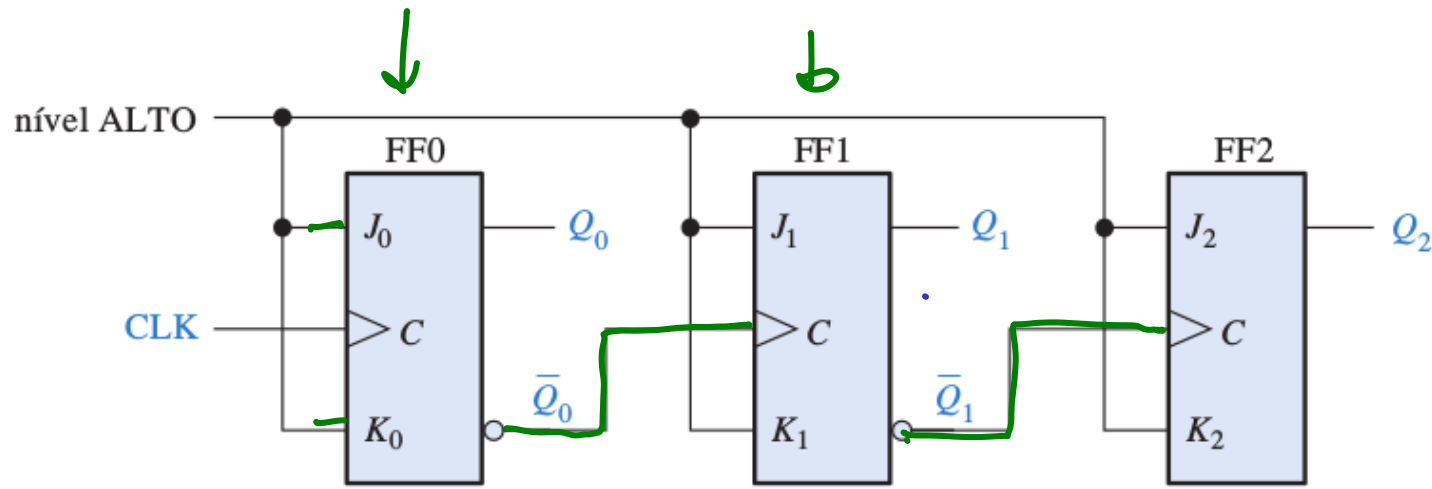 nível ALTO
FF0
FF1
FF2
J₀
Q₀
J₁
Q₁
J₂
Q₂
CLK
C
C
C
Q̅₀
Q̅₁
K₀
K₁
K₂